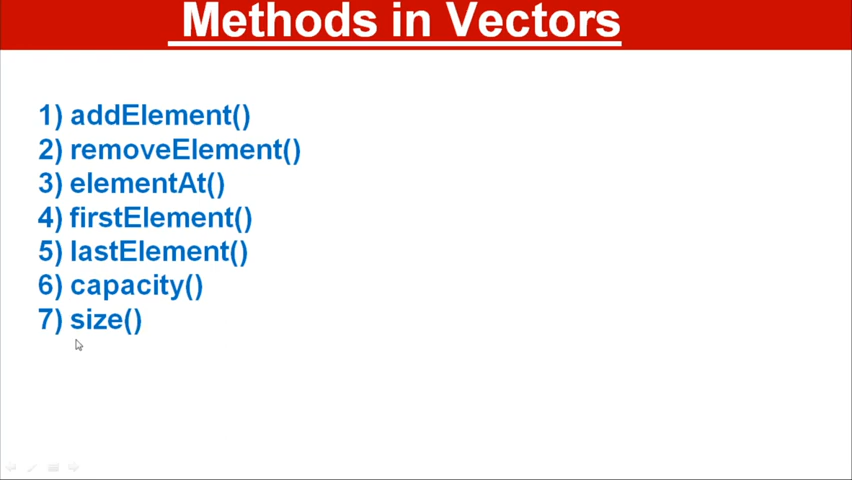 Methods in Vectors
1) addElement()
2) removeElement()
3) elementAt()
4) firstElement()
5) lastElement()
6) capacity()
7) size()